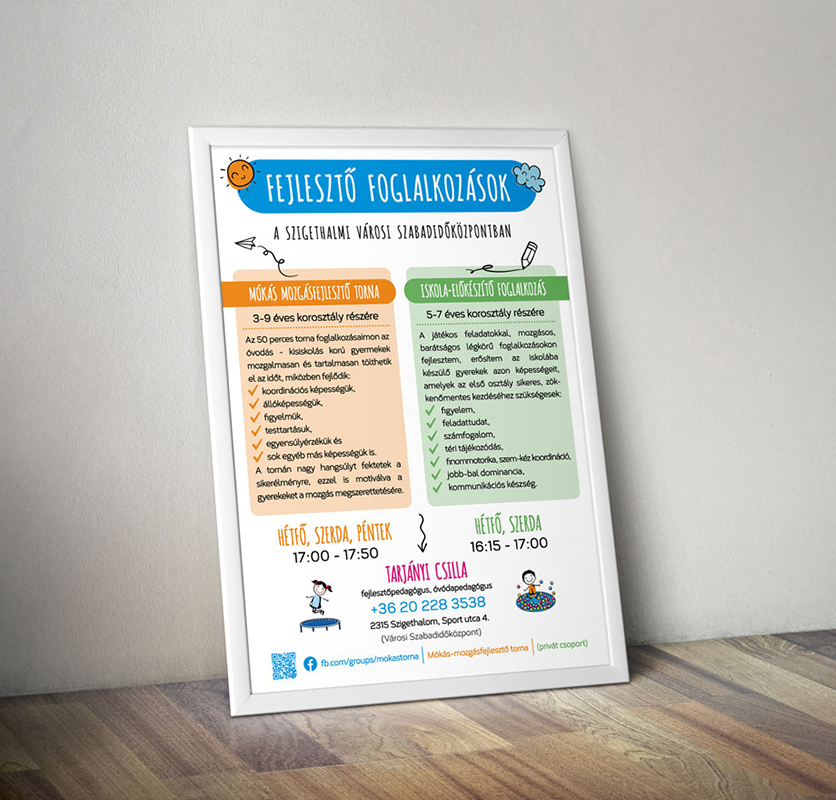 FEJLESZTŐ FOGLALKOZÁSOK
A SZIGETHALMI VÁROSI SZABADIDŐKÖZPONTBAN
MÓKÁS MOZGÁSFEJLESZTŐ TORNA
3-9 éves korosztály részére
Az 50 perces torna foglalkozásaimon az
óvodás - kisiskolás korú gyermekek
mozgalmasan és tartalmasan tölthetik
el az időt, miközben fejlődik:
koordinációs képességük,
állóképességük,
figyelmük,
testtartásuk,
egyensúlyérzékük és
sok egyéb más képességük is.
A tornán nagy hangsúlyt fektetek a
sikerélményre, ezzel is motiválva a
gyerekeket a mozgás megszerettetésére.
HÉTFŐ, SZERDA, PÉNTEK
17:00 - 17:50
ISKOLA-ELŐKÉSZÍTŐ FOGLALKOZÁS
5-7 éves korosztály részére
A játékos feladatokkal, mozgásos,
barátságos légkörű foglalkozásokon
fejlesztem, erősítem az iskolába
készülő gyerekek azon képességeit,
amelyek az első osztály sikeres, zök-
kenőmentes kezdéséhez szükségesek:
figyelem,
feladattudat,
számfogalom,
téri tájékozódás,
finommotorika, szem-kéz koordináció,
jobb-bal dominancia,
kommunikációs készség.
HÉTFŐ, SZERDA
16:15 - 17:00
TARJÁNYI CSILLA
fejlesztőpedagógus, óvódapedagógus
+36 20 228 3538
2315 Szigethalom, Sport utca 4.
(Városi Szabadidőközpont)
fb.com/groups/mokastorna | Mókás-mozgásfejlesztő torna | (privát csoport)